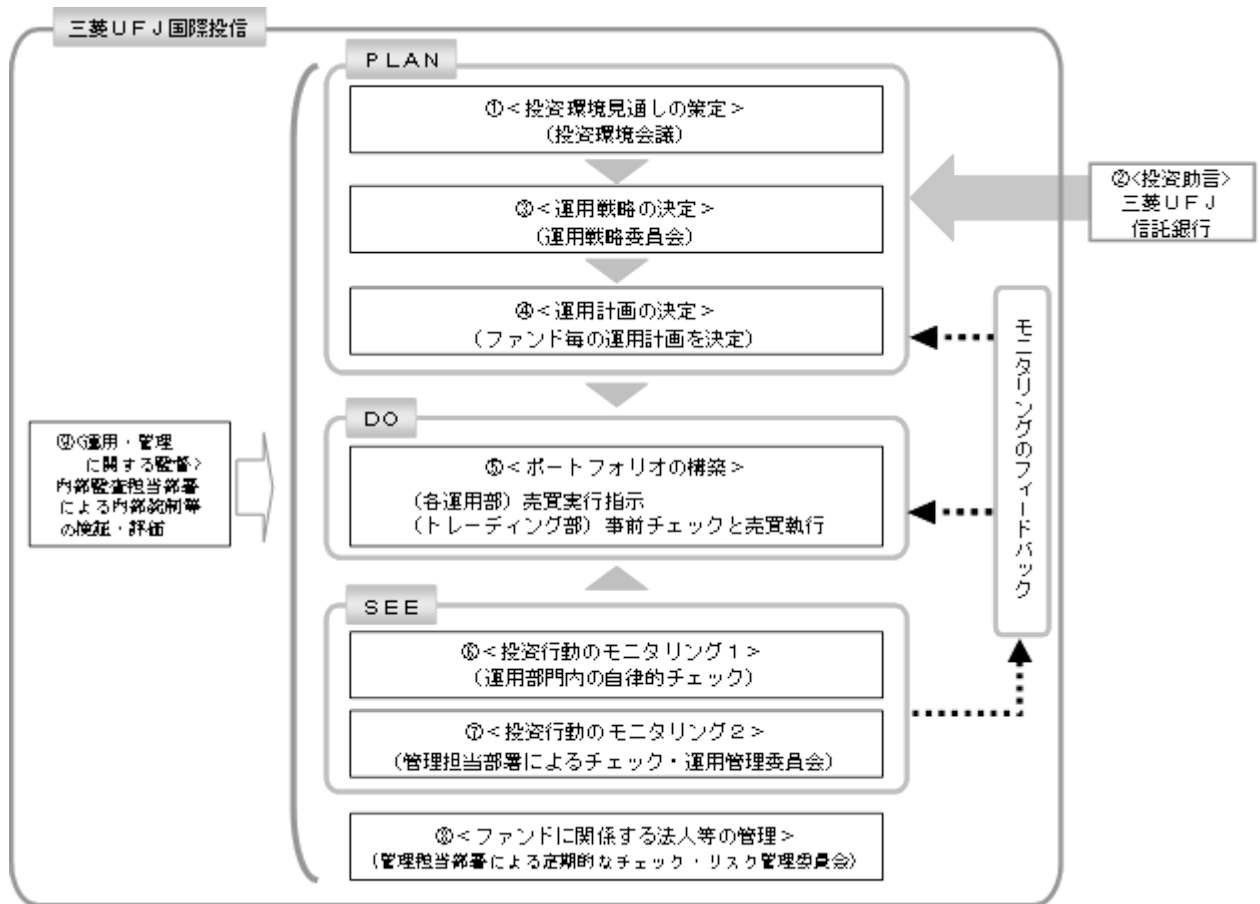 三菱ＵＦＪ国際投信
ＰＬＡＮ
①＜投資環境見通しの策定＞
（投資環境会議）
②<投資助言>
三菱ＵＦＪ
信託銀行
③＜運用戦略の決定＞
（運用戦略委員会）
④＜運用計画の決定＞
（ファンド毎の運用計画を決定）
モニタリングのフィードバック
ＤＯ
⑤＜ポートフォリオの構築＞
（各運用部）売買実行指示
（トレーディング部）事前チェックと売買執行
⑨<運用・管理
に関する監督>
内部監査担当部署
による内部統制等
の検証・評価
ＳＥＥ
⑥＜投資行動のモニタリング１＞
（運用部門内の自律的チェック）
⑦＜投資行動のモニタリング２＞
（管理担当部署によるチェック・運用管理委員会）
⑧＜ファンドに関係する法人等の管理＞
（管理担当部署による定期的なチェック・リスク管理委員会）